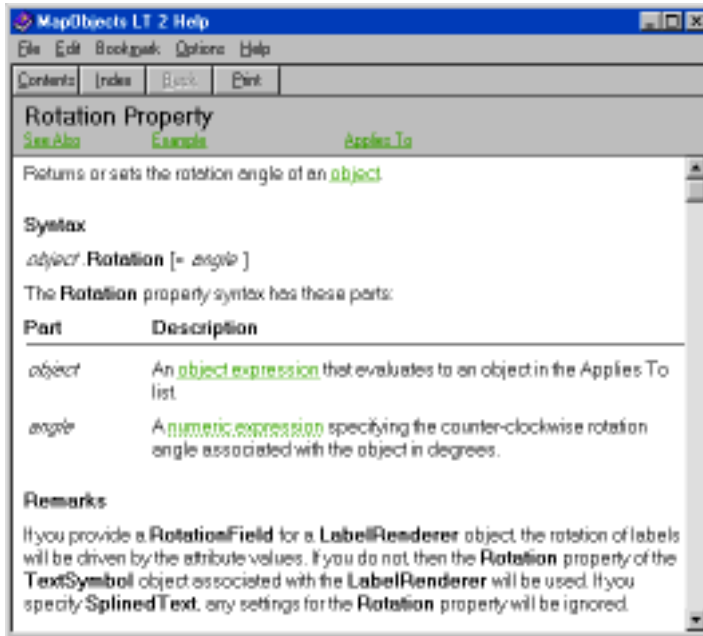 MapObjects LT 2 Help
File Edit Bookmark Options Help
Contents Index Back Print
Rotation Property
See Also Example Applies To
Returns or sets the rotation angle of an object.
Syntax
object.Rotation [= angle ]
The Rotation property syntax has these parts:
Part Description
object An object expression that evaluates to an object in the Applies To
list.
angle A numeric expression specifying the counter-clockwise rotation
angle associated with the object in degrees.
Remarks
If you provide a RotationField for a LabelRenderer object, the rotation of labels
will be driven by the attribute values. If you do not, then the Rotation property of the
TextSymbol object associated with the LabelRenderer will be used. If you
specify SplinedText, any settings for the Rotation property will be ignored.